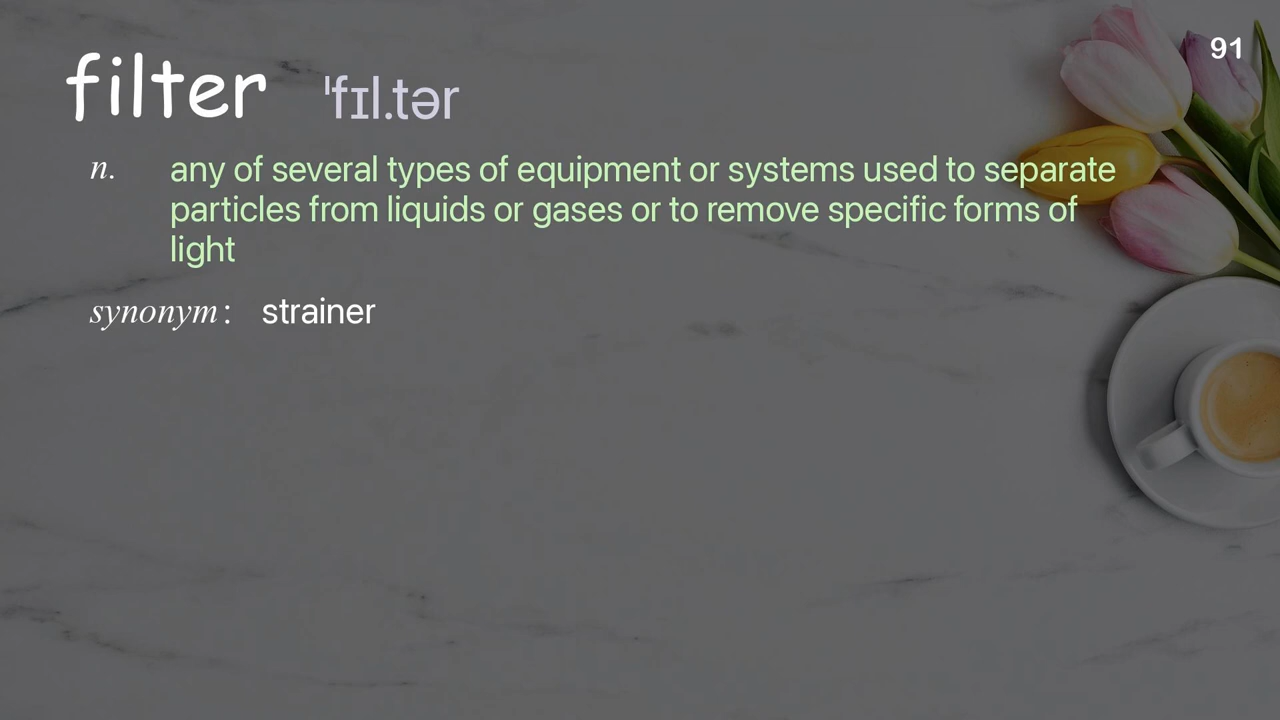 91
filter ˈfɪl.tər
n. any of several types of equipment or systems used to separate
particles from liquids or gases or to remove specific forms of
light
synonym: strainer